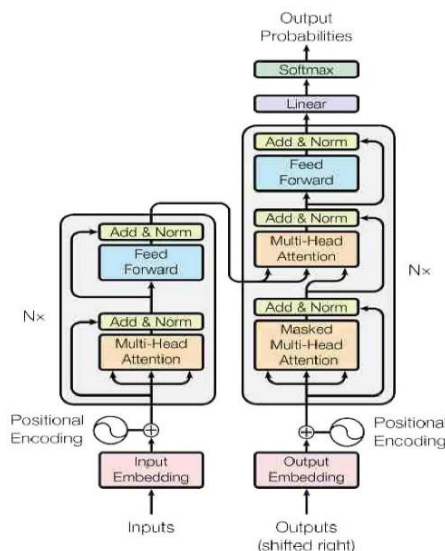 Output
Probabilities
Softmax
Linear
Add & Norm
Feed
Forward
Add & Norm
Multi-Head
Attention
Nx
Add & Norm
Masked
Multi-Head
Attention
Positional
Encoding
Output
Embedding
Outputs
(shifted right)
Add & Norm
Feed
Forward
Nx
Add & Norm
Multi-Head
Attention
Positional
Encoding
Input
Embedding
Inputs